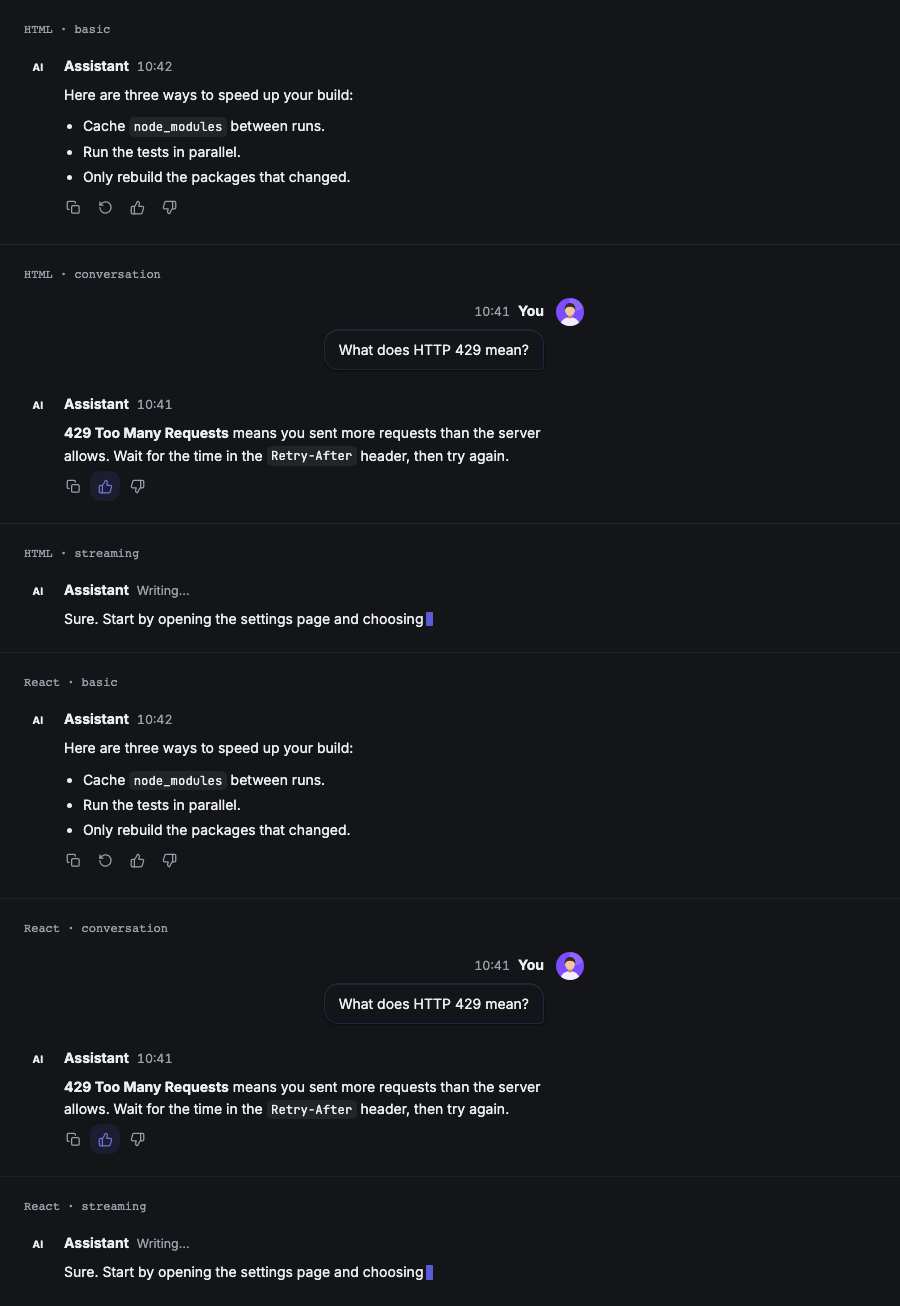 HTML · basic
AI Assistant 10:42
Here are three ways to speed up your build:
• Cache node_modules between runs.
• Run the tests in parallel.
• Only rebuild the packages that changed.
HTML · conversation
10:41 You
What does HTTP 429 mean?
AI Assistant 10:41
429 Too Many Requests means you sent more requests than the server
allows. Wait for the time in the Retry-After header, then try again.
HTML · streaming
AI Assistant Writing…
Sure. Start by opening the settings page and choosing
React · basic
AI Assistant 10:42
Here are three ways to speed up your build:
• Cache node_modules between runs.
• Run the tests in parallel.
• Only rebuild the packages that changed.
React · conversation
10:41 You
What does HTTP 429 mean?
AI Assistant 10:41
429 Too Many Requests means you sent more requests than the server
allows. Wait for the time in the Retry-After header, then try again.
React · streaming
AI Assistant Writing…
Sure. Start by opening the settings page and choosing